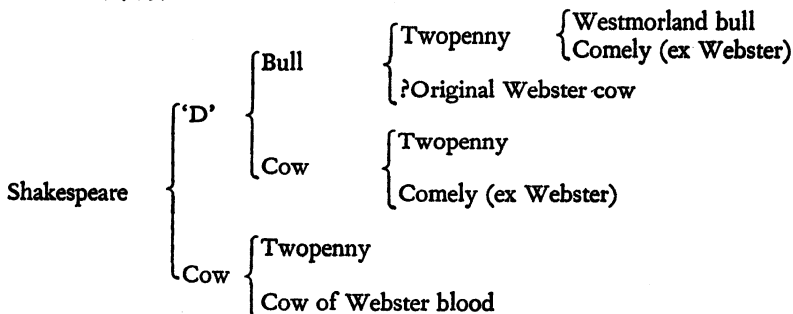 Westmorland bull
Twopenny
Comely (ex Webster)
Bull
?Original Webster cow
'D'
Twopenny
Cow
Comely (ex Webster)
Shakespeare
Twopenny
Cow
Cow of Webster blood